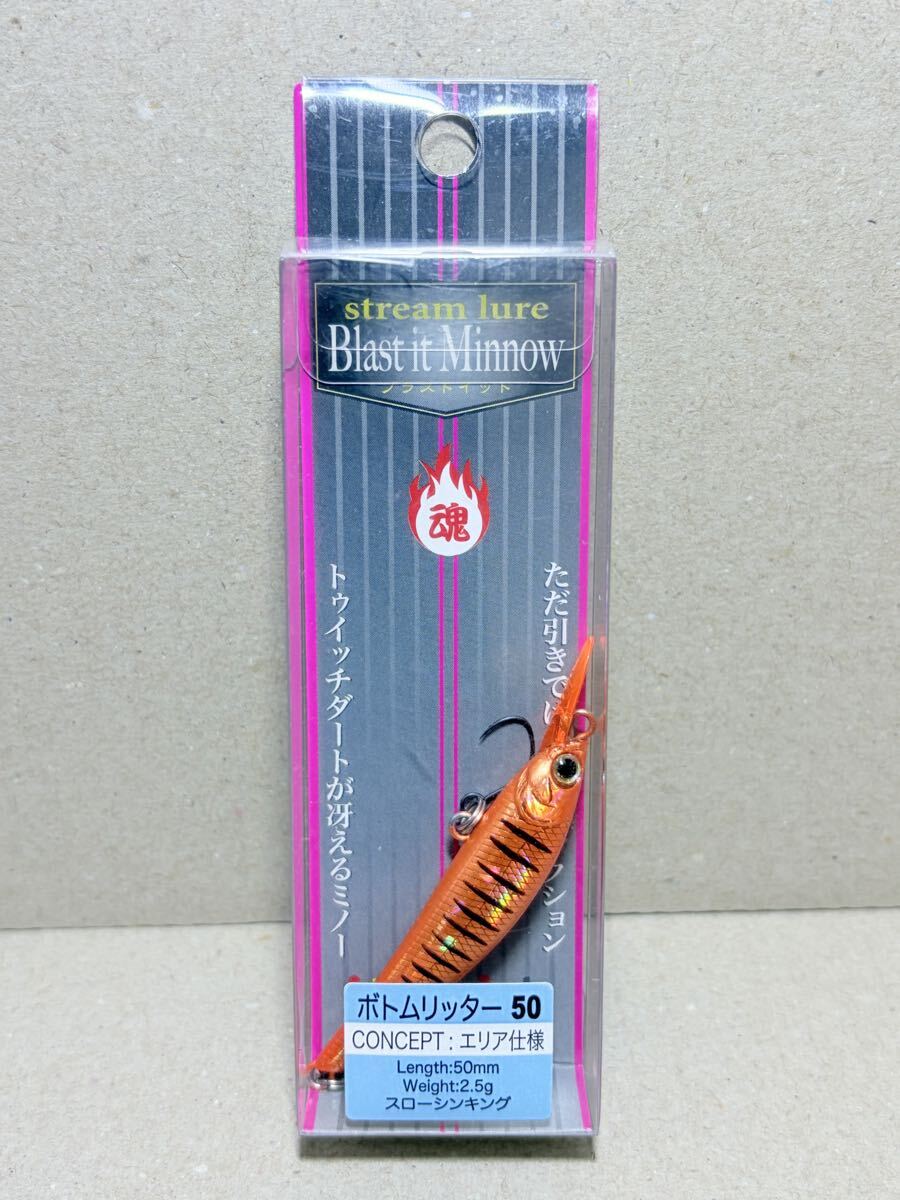 stream lure
Blast it Minnow
ブラストイット
魂
ただ引きで
クション
トゥイッチダートが冴えるミノー
ボトムリッター 50
CONCEPT : エリア仕様
Length:50mm
Weight:2.5g
スローシンキング